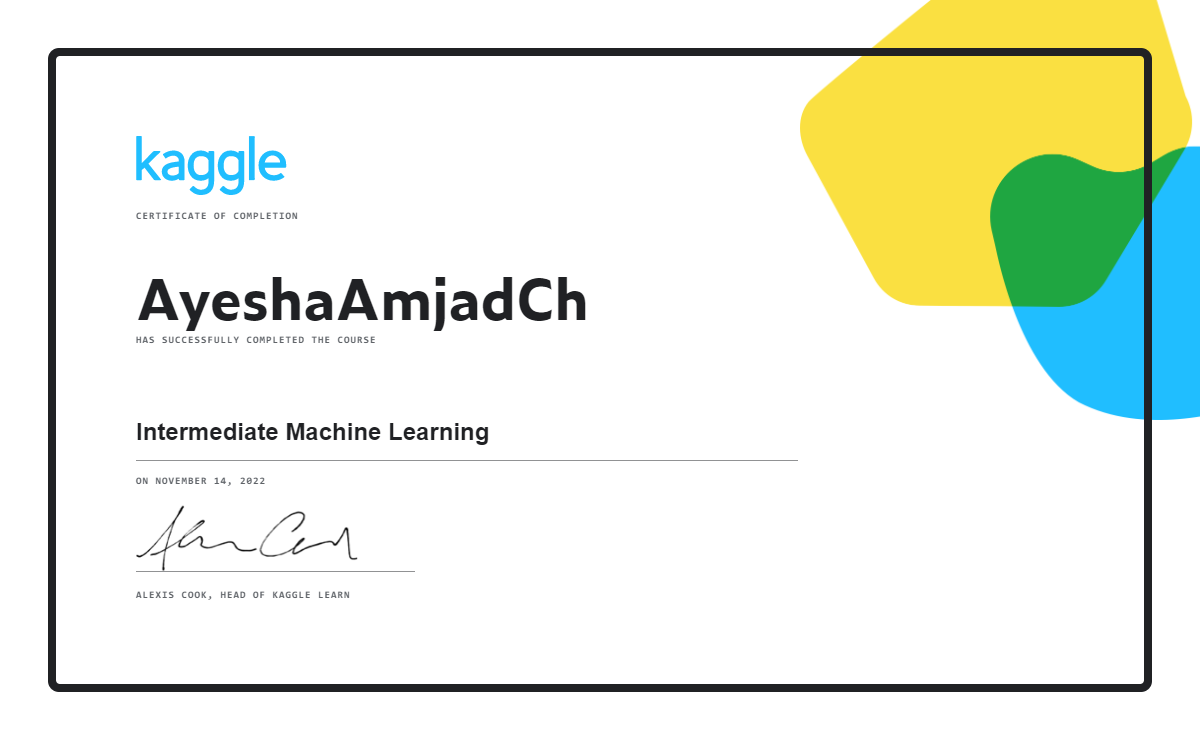 kaggle
CERTIFICATE OF COMPLETION
AyeshaAmjadCh
HAS SUCCESSFULLY COMPLETED THE COURSE
Intermediate Machine Learning
ON NOVEMBER 14, 2022
Alexis Cook
ALEXIS COOK, HEAD OF KAGGLE LEARN